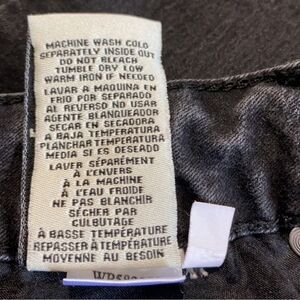 MACHINE WASH COLD
SEPARATELY INSIDE OUT
DO NOT BLEACH
TUMBLE DRY LOW
WARM IRON IF NEEDED
LAVAR A MAQUINA EN
FRIO POR SEPARADO
AL REVERSO NO USAR
AGENTE BLANQUEADOR
SECAR EN SECADORA
A BAJA TEMPERATURA
PLANCHAR TEMPERATURA
MEDIA SI ES DESEADO
LAVER SÉPARÉMENT
À L'ENVERS
À LA MACHINE
À L'EAU FROIDE
NE PAS BLANCHIR
SÉCHER PAR
CULBUTAGE
À BASSE TEMPÉRATURE
REPASSER À TEMPÉRATURE
MOYENNE AU BESOIN